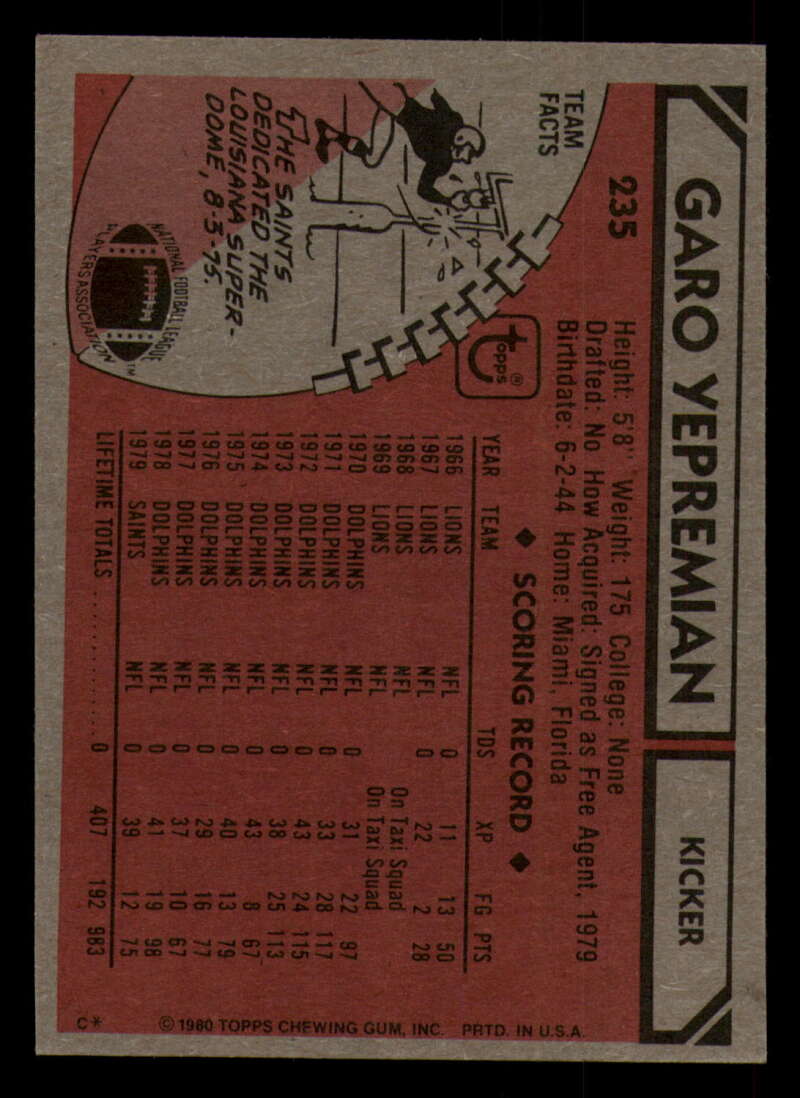 GARO YEPREMIAN
KICKER
235
Height: 5'8" Weight: 175 College: None
Drafted: No How Acquired: Signed as Free Agent, 1979
Birthdate: 6-2-44 Home: Miami, Florida
TEAM
FACTS
THE SAINTS
DEDICATED THE
LOUISIANA SUPER-
DOME, 8-3-75.
NATIONAL FOOTBALL LEAGUE
PLAYERS ASSOCIATION TM
topps®
◆ SCORING RECORD ◆
YEAR TEAM TDS XP FG PTS
1966 LIONS NFL 0 11 13 50
1967 LIONS NFL 0 22 2 28
1968 LIONS NFL On Taxi Squad
1969 LIONS NFL On Taxi Squad
1970 DOLPHINS NFL 0 31 22 97
1971 DOLPHINS NFL 0 33 28 117
1972 DOLPHINS NFL 0 43 24 115
1973 DOLPHINS NFL 0 38 25 113
1974 DOLPHINS NFL 0 43 8 67
1975 DOLPHINS NFL 0 40 13 79
1976 DOLPHINS NFL 0 29 16 77
1977 DOLPHINS NFL 0 37 10 67
1978 DOLPHINS NFL 0 41 19 98
1979 SAINTS NFL 0 39 12 75
LIFETIME TOTALS .......... 0 407 192 983
C* © 1980 TOPPS CHEWING GUM, INC. PRTD. IN U.S.A.